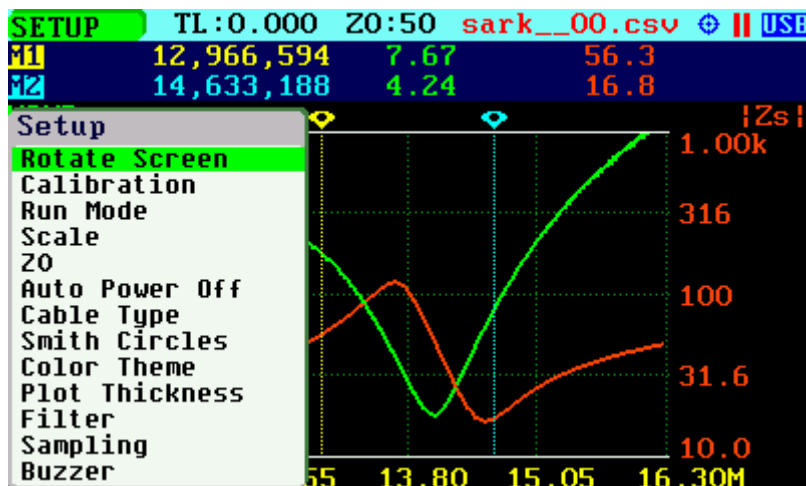 SETUP TL:0.000 Z0:50 sark__00.csv USB
M1 12,966,594 7.67 56.3
M2 14,633,188 4.24 16.8
|Zs|
Setup
Rotate Screen
Calibration
Run Mode
Scale
Z0
Auto Power Off
Cable Type
Smith Circles
Color Theme
Plot Thickness
Filter
Sampling
Buzzer
1.00k
316
100
31.6
10.0
55 13.80 15.05 16.30M